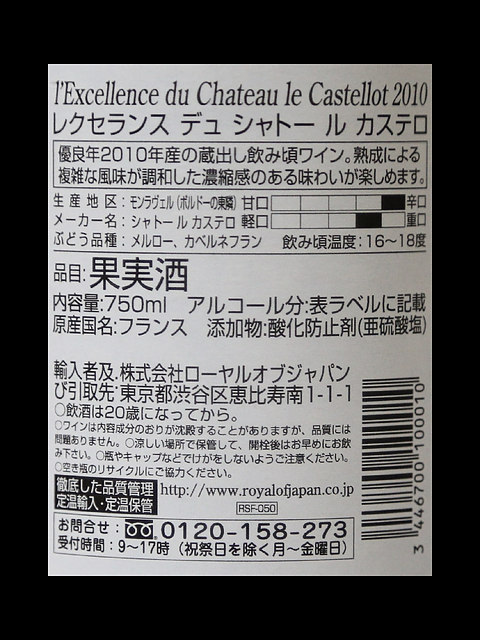 l'Excellence du Chateau le Castellot 2010
レクセランス デュ シャトー ル カステロ
優良年2010年産の蔵出し飲み頃ワイン。熟成による
複雑な風味が調和した濃縮感のある味わいが楽しめます。
生産地区：モンラヴェル（ボルドーの東隣） 甘口 辛口
メーカー名：シャトー ル カステロ 軽口 重口
ぶどう品種：メルロー、カベルネフラン 飲み頃温度：16～18度
品目:果実酒
内容量:750ml アルコール分:表ラベルに記載
原産国名:フランス 添加物:酸化防止剤(亜硫酸塩)
輸入者及び引取先:株式会社ローヤルオブジャパン
東京都渋谷区恵比寿南1-1-1
○飲酒は20歳になってから。
○ワインは内容成分のおりが沈殿することがありますが、品質には
問題ありません。○涼しい場所で保管して、開栓後はお早めにお飲
み下さい。○瓶やキャップなどでけがをしないようご注意ください。
○空き瓶のリサイクルにご協力ください。
徹底した品質管理
定温輸入・定温保管
http://www.royalofjapan.co.jp
RSF-050
お問合せ：0120-158-273
受付時間：9～17時（祝祭日を除く月～金曜日）
3 446700 100010